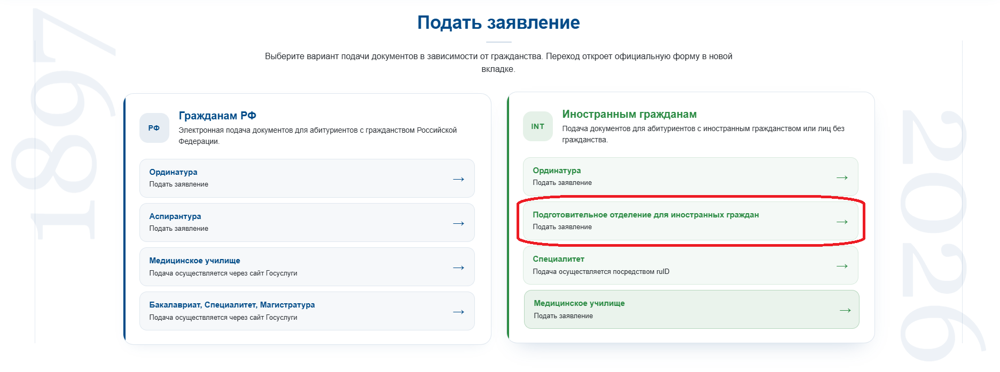 Подать заявление
Выберите вариант подачи документов в зависимости от гражданства. Переход откроет официальную форму в новой
вкладке.
1897
РФ
Гражданам РФ
Электронная подача документов для абитуриентов с гражданством Российской
Федерации.
Ординатура
Подать заявление
→
Аспирантура
Подать заявление
→
Медицинское училище
Подача осуществляется через сайт Госуслуги
→
Бакалавриат, Специалитет, Магистратура
Подача осуществляется через сайт Госуслуги
→
INT
Иностранным гражданам
Подача документов для абитуриентов с иностранным гражданством или лиц без
гражданства.
Ординатура
Подать заявление
→
Подготовительное отделение для иностранных граждан
Подать заявление
→
Специалитет
Подача осуществляется посредством ruID
→
Медицинское училище
Подать заявление
→
2026